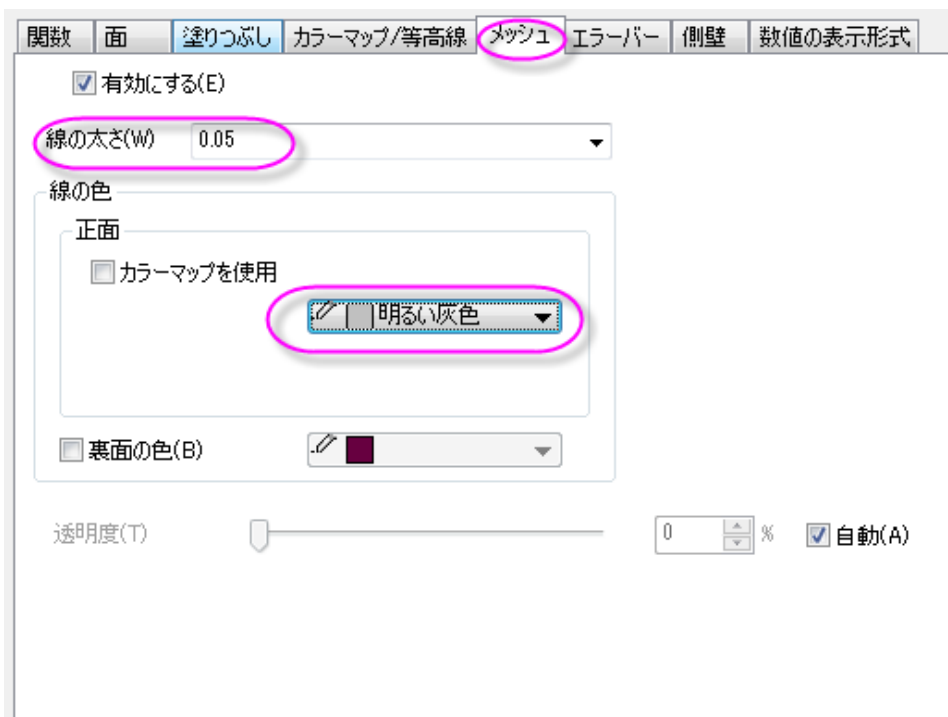 関数 面 塗りつぶし カラーマップ/等高線 メッシュ エラーバー 側壁 数値の表示形式
有効にする(E)
線の太さ(W) 0.05
線の色
正面
カラーマップを使用
明るい灰色
裏面の色(B)
透明度(T) 0 % 自動(A)